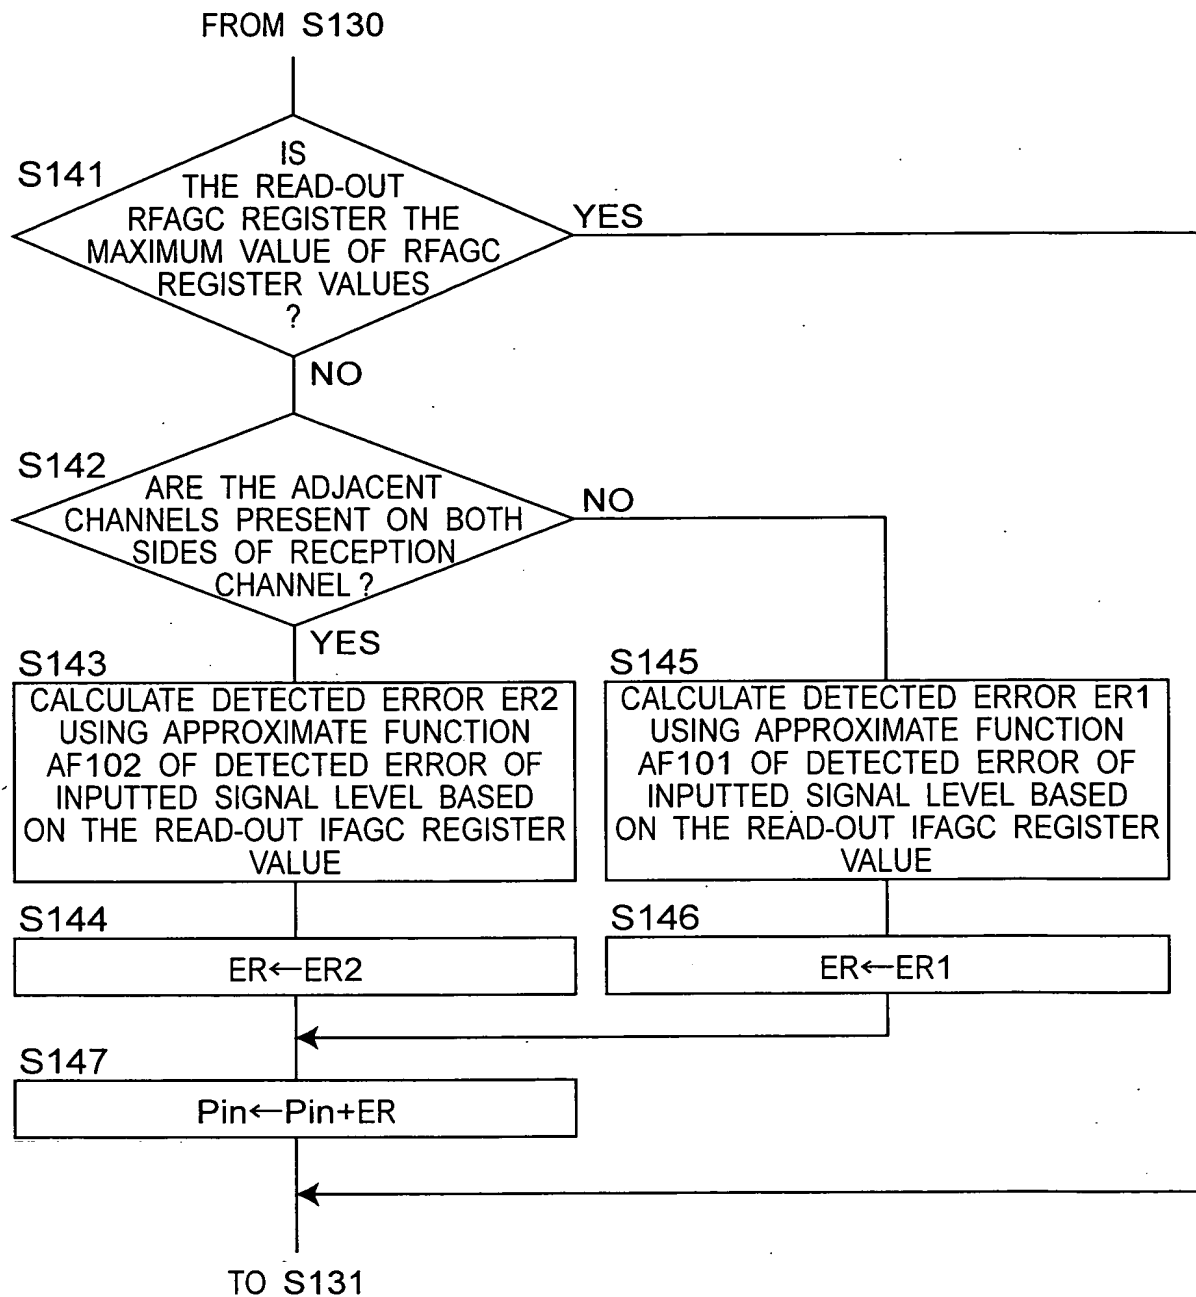 FROM S130
S141
IS
THE READ-OUT
RFAGC REGISTER THE
MAXIMUM VALUE OF RFAGC
REGISTER VALUES
?
YES
NO
S142
ARE THE ADJACENT
CHANNELS PRESENT ON BOTH
SIDES OF RECEPTION
CHANNEL?
NO
YES
S143
CALCULATE DETECTED ERROR ER2
USING APPROXIMATE FUNCTION
AF102 OF DETECTED ERROR OF
INPUTTED SIGNAL LEVEL BASED
ON THE READ-OUT IFAGC REGISTER
VALUE
S145
CALCULATE DETECTED ERROR ER1
USING APPROXIMATE FUNCTION
AF101 OF DETECTED ERROR OF
INPUTTED SIGNAL LEVEL BASED
ON THE READ-OUT IFAGC REGISTER
VALUE
S144
ER←ER2
S146
ER←ER1
S147
Pin←Pin+ER
TO S131